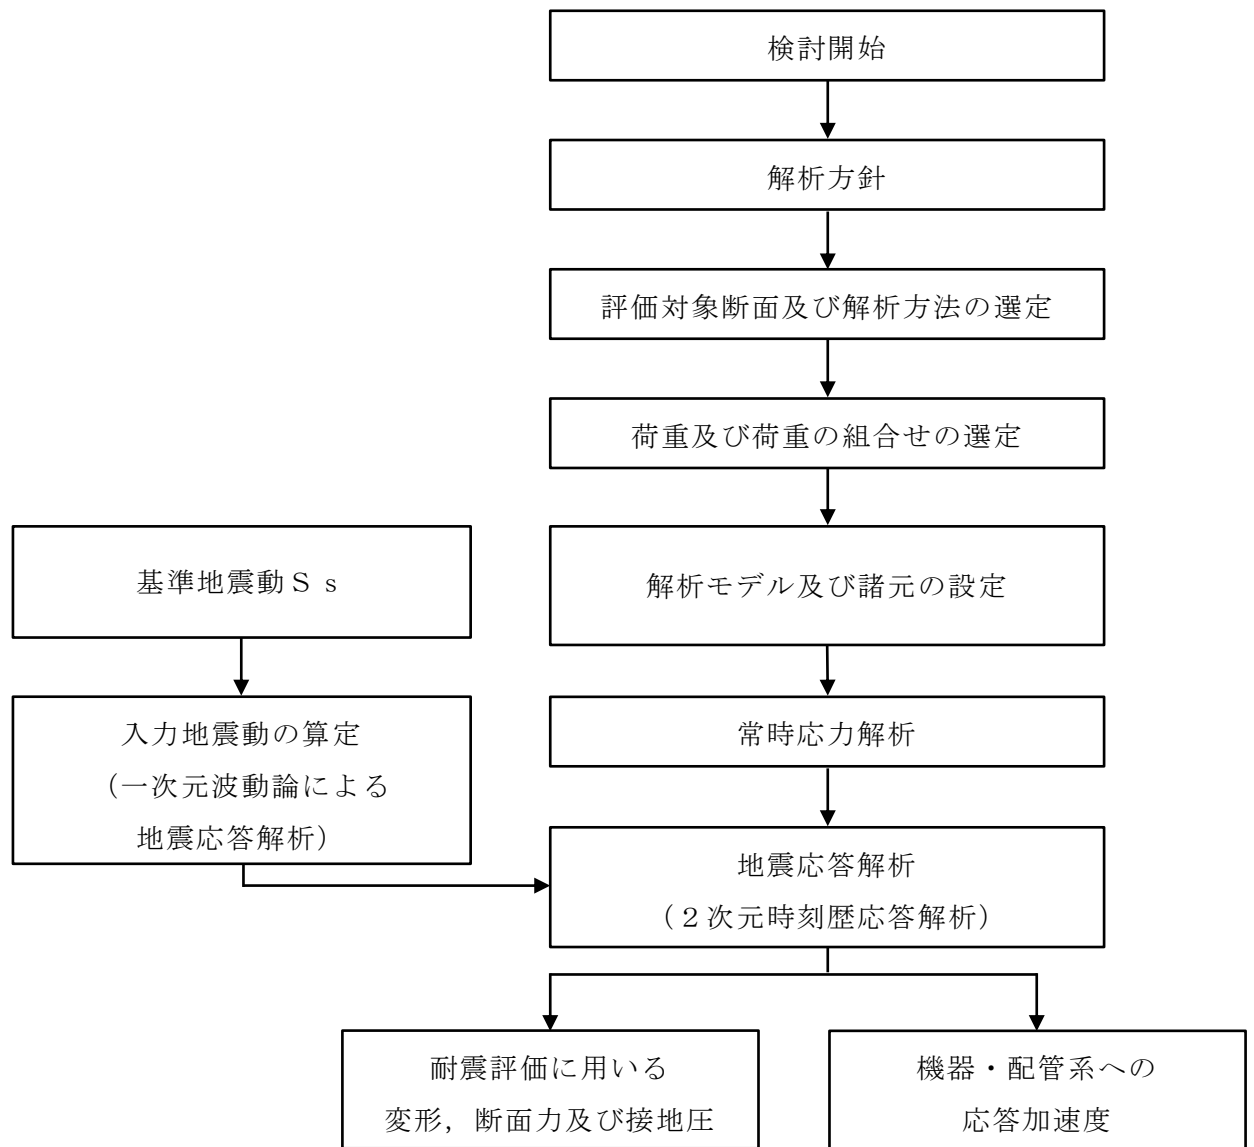 検討開始
解析方針
評価対象断面及び解析方法の選定
荷重及び荷重の組合せの選定
基準地震動Ｓｓ
解析モデル及び諸元の設定
入力地震動の算定
（一次元波動論による
地震応答解析）
常時応力解析
地震応答解析
（２次元時刻歴応答解析）
耐震評価に用いる
変形，断面力及び接地圧
機器・配管系への
応答加速度